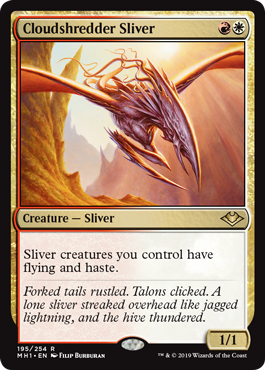 Cloudshredder Sliver
Creature — Sliver
Sliver creatures you control have
flying and haste.
Forked tails rustled. Talons clicked. A
lone sliver streaked overhead like jagged
lightning, and the hive thundered.
1/1
195/254 R
MH1 • EN Filip Burburan
™ & © 2019 Wizards of the Coast